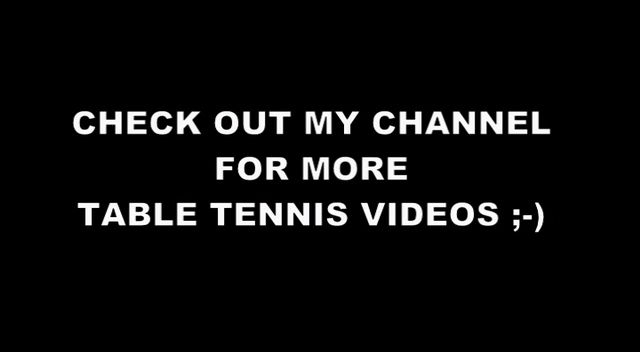 CHECK OUT MY CHANNEL
FOR MORE
TABLE TENNIS VIDEOS ;-)